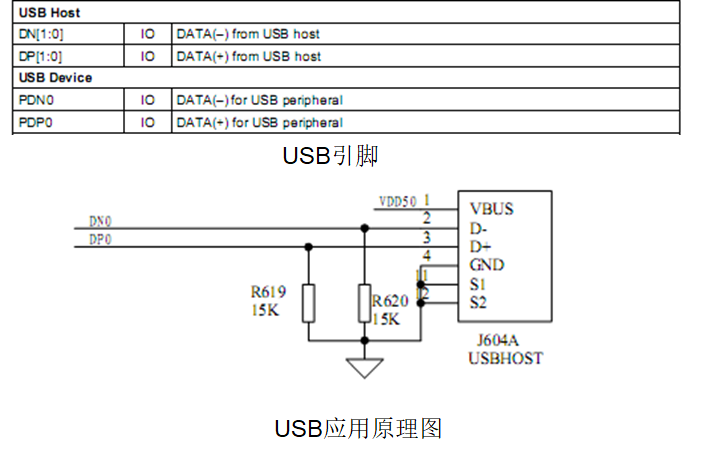 USB Host
DN[1:0] IO DATA(–) from USB host
DP[1:0] IO DATA(+) from USB host
USB Device
PDN0 IO DATA(–) for USB peripheral
PDP0 IO DATA(+) for USB peripheral
USB引脚
VDD50 1 VBUS
DN0 2 D-
DP0 3 D+
4 GND
11 S1
12 S2
R619
15K
R620
15K
J604A
USBHOST
USB应用原理图